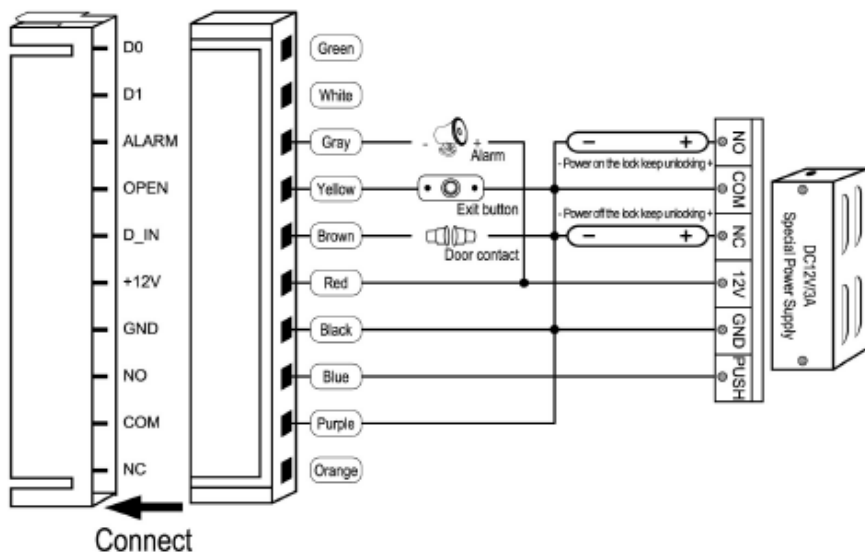 D0
D1
ALARM
OPEN
D_IN
+12V
GND
NO
COM
NC
Connect
Green
White
Gray
Yellow
Brown
Red
Black
Blue
Purple
Orange
- +
Alarm
Exit button
Door contact
- +
- Power on the lock keep unlocking +
- Power off the lock keep unlocking +
- +
NO
COM
NC
12V
GND
PUSH
DC12V/3A
Special Power Supply